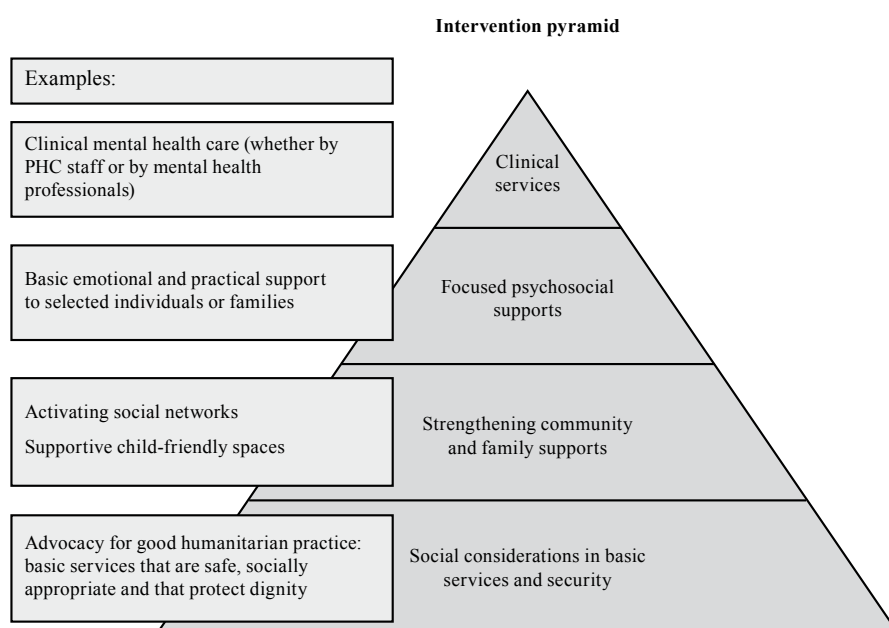 Intervention pyramid
Examples:
Clinical mental health care (whether by
PHC staff or by mental health
professionals)
Clinical
services
Basic emotional and practical support
to selected individuals or families
Focused psychosocial
supports
Activating social networks
Supportive child-friendly spaces
Strengthening community
and family supports
Advocacy for good humanitarian practice:
basic services that are safe, socially
appropriate and that protect dignity
Social considerations in basic
services and security